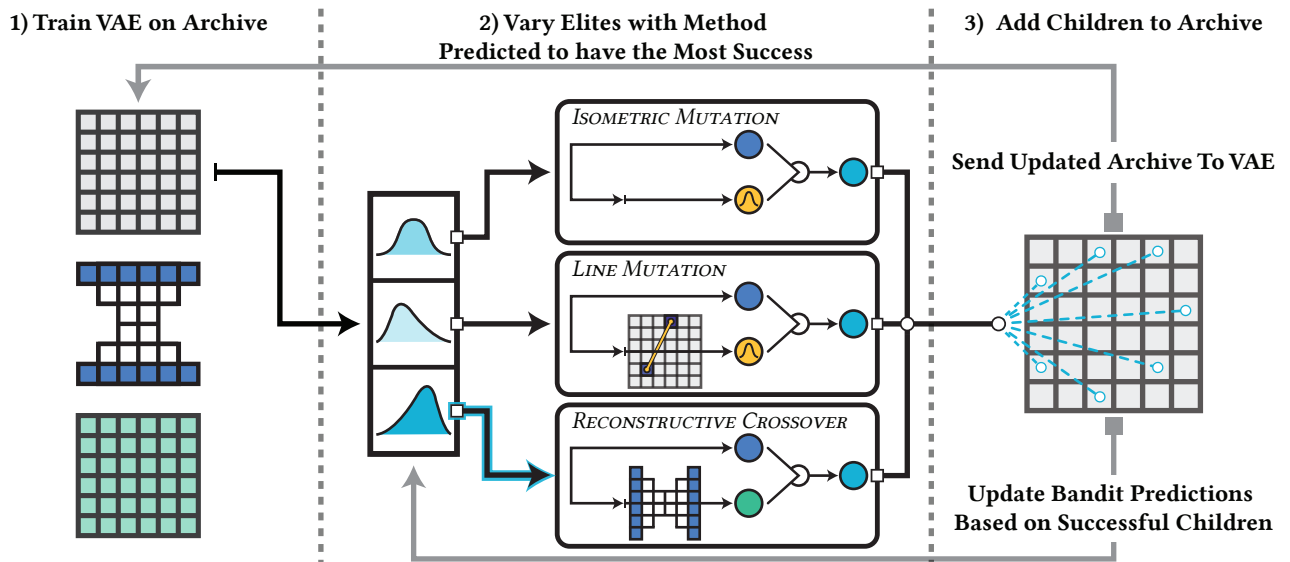 1) Train VAE on Archive
2) Vary Elites with Method
Predicted to have the Most Success
3) Add Children to Archive
Isometric Mutation
Send Updated Archive To VAE
Line Mutation
Reconstructive Crossover
Update Bandit Predictions
Based on Successful Children